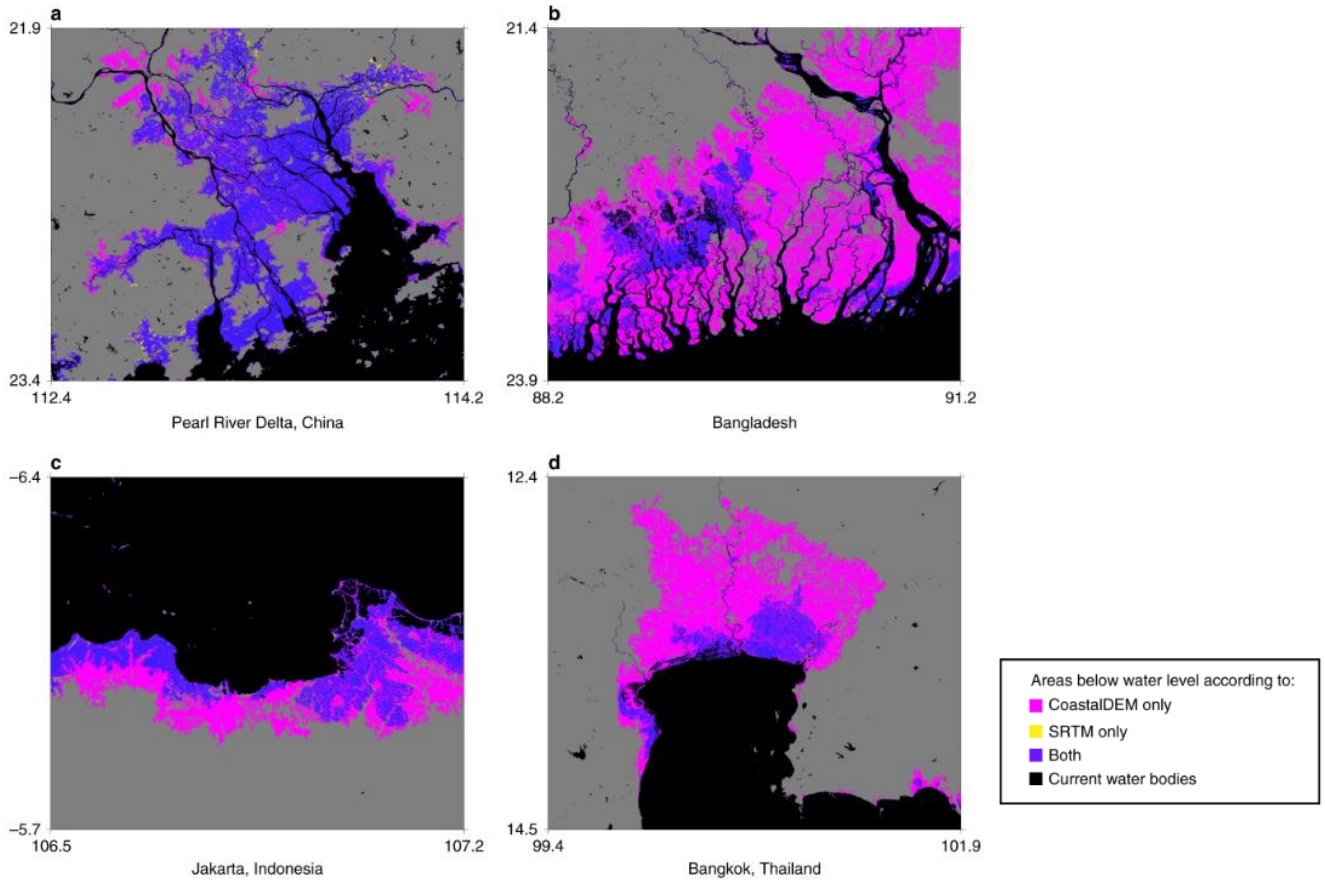 a
21.9
23.4
112.4
114.2
Pearl River Delta, China
b
21.4
23.9
88.2
91.2
Bangladesh
c
−6.4
−5.7
106.5
107.2
Jakarta, Indonesia
d
12.4
14.5
99.4
101.9
Bangkok, Thailand
Areas below water level according to:
CoastalDEM only
SRTM only
Both
Current water bodies